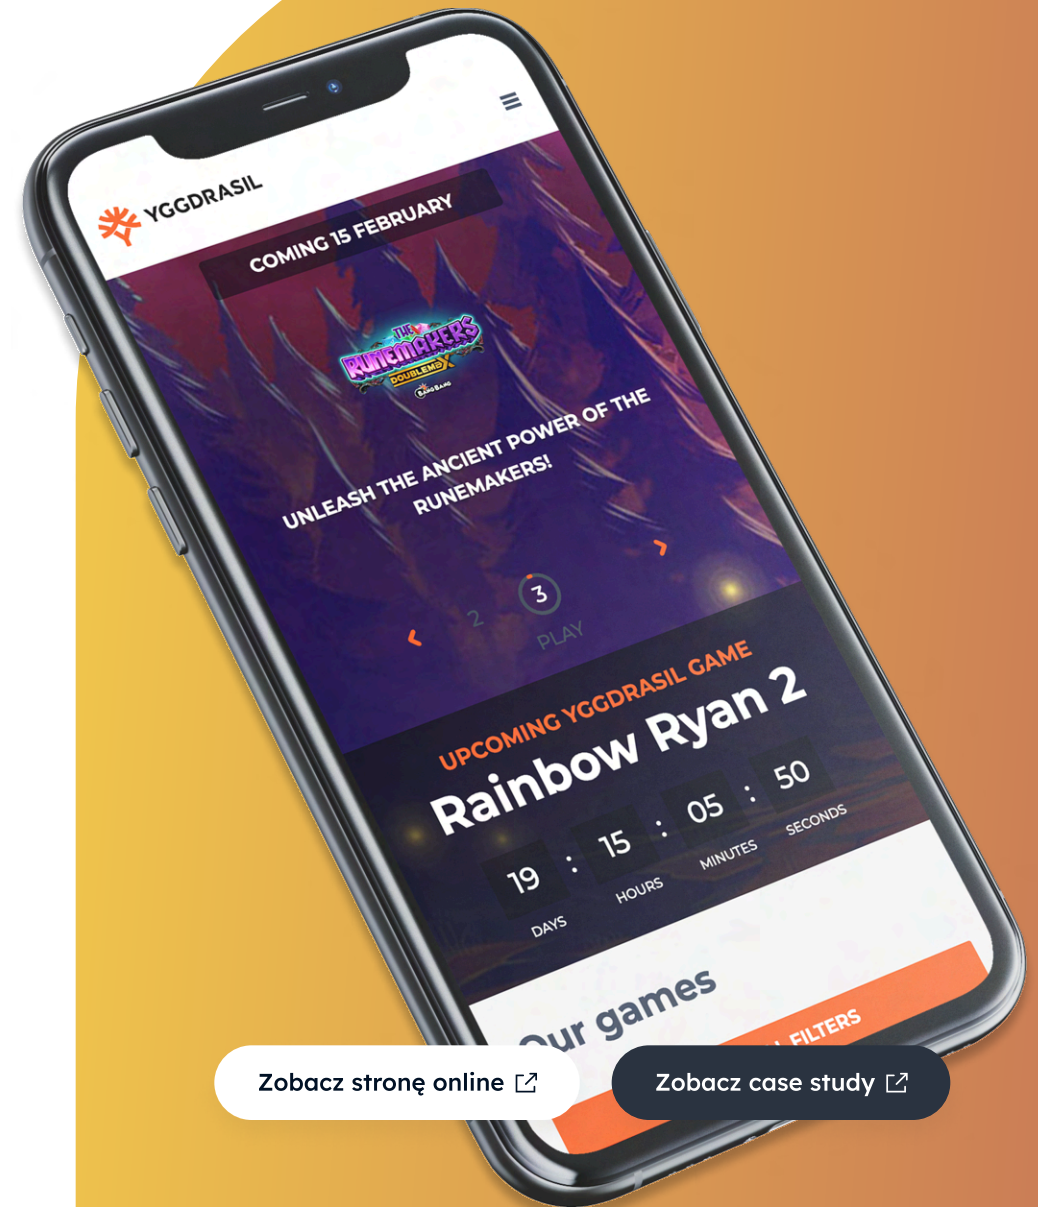 YGGDRASIL
COMING 15 FEBRUARY
THE
RUNEMAKERS
DOUBLEMAX
BANG BANG
UNLEASH THE ANCIENT POWER OF THE
RUNEMAKERS!
2 3
PLAY
UPCOMING YGGDRASIL GAME
Rainbow Ryan 2
19 : 15 : 05 : 50
DAYS HOURS MINUTES SECONDS
Our games
FILTERS
Zobacz stronę online
Zobacz case study